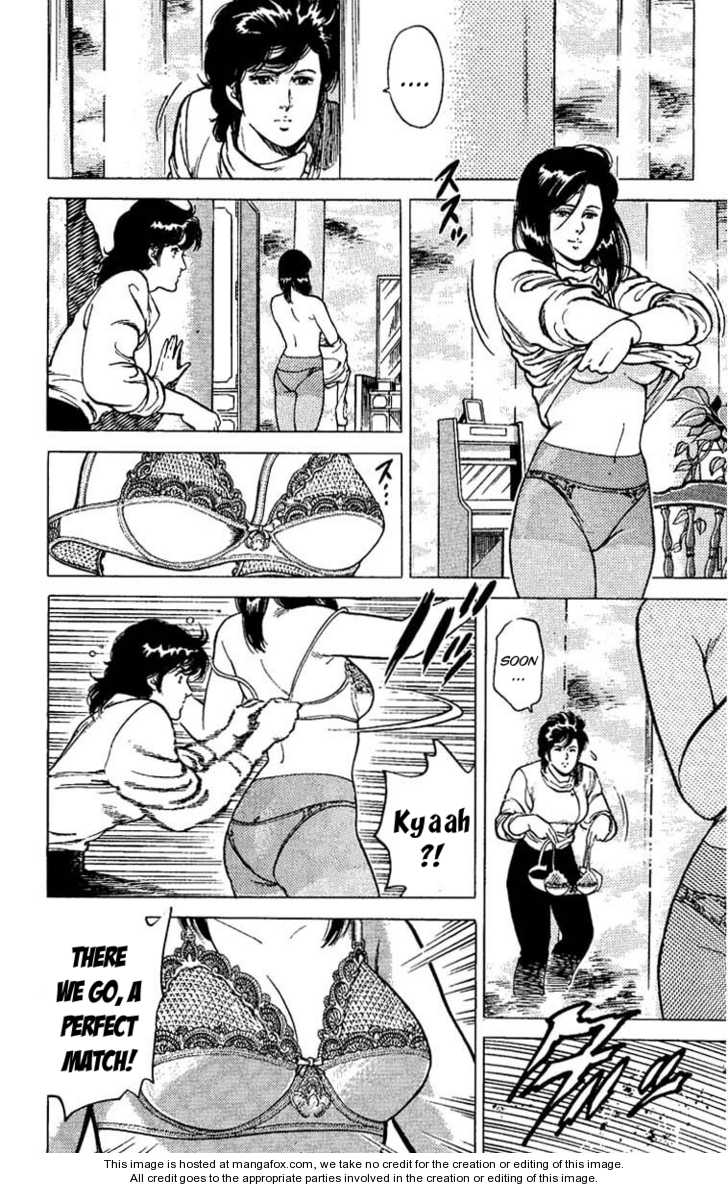 ....
ススッ
ス...
SOON
...
Kyaah
?!
THERE
WE GO, A
PERFECT
MATCH!
This image is hosted at mangafox.com, we take no credit for the creation or editing of this image.
All credit goes to the appropriate parties involved in the creation or editing of this image.